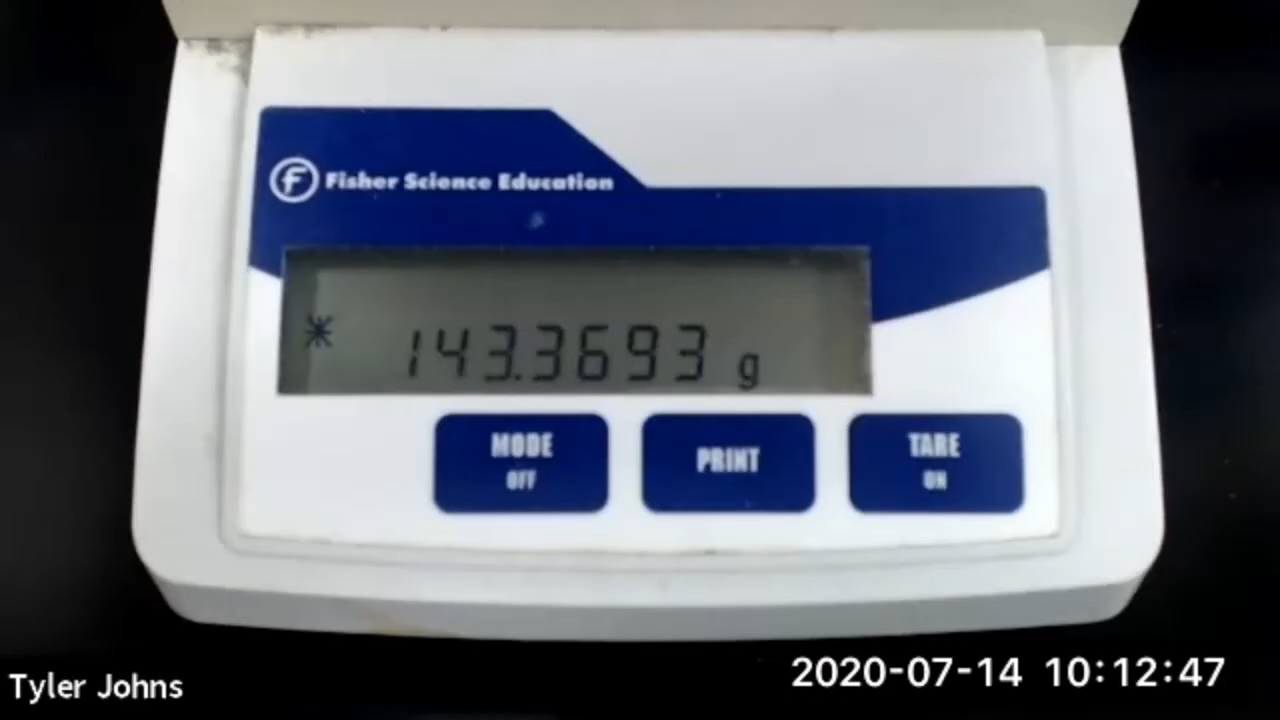 Fisher Science Education
* 143.3693 g
MODE
OFF
PRINT
TARE
ON
Tyler Johns
2020-07-14 10:12:47